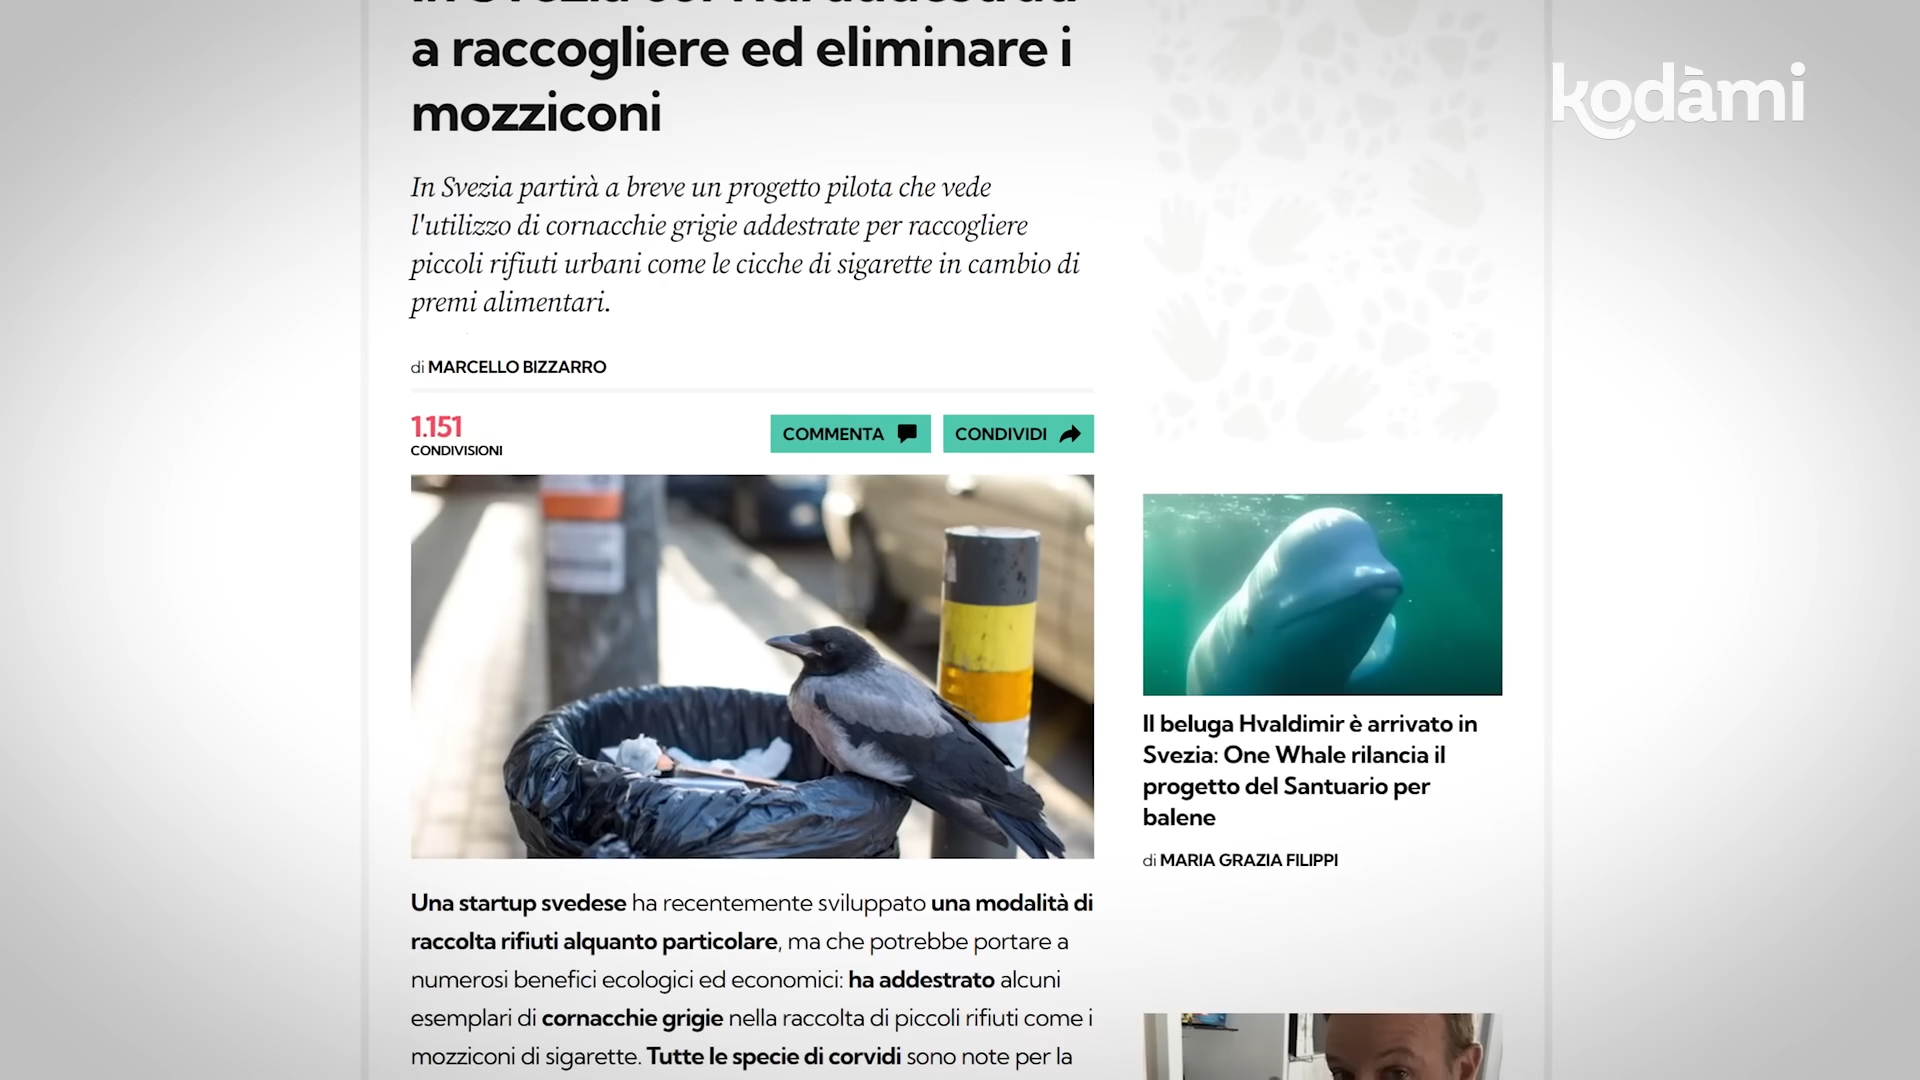 a raccogliere ed eliminare i
mozziconi
In Svezia partirà a breve un progetto pilota che vede
l'utilizzo di cornacchie grigie addestrate per raccogliere
piccoli rifiuti urbani come le cicche di sigarette in cambio di
premi alimentari.
di MARCELLO BIZZARRO
1.151
CONDIVISIONI
COMMENTA
CONDIVIDI
Una startup svedese ha recentemente sviluppato una modalità di
raccolta rifiuti alquanto particolare, ma che potrebbe portare a
numerosi benefici ecologici ed economici: ha addestrato alcuni
esemplari di cornacchie grigie nella raccolta di piccoli rifiuti come i
mozziconi di sigarette. Tutte le specie di corvidi sono note per la
kodàmi
Il beluga Hvaldimir è arrivato in
Svezia: One Whale rilancia il
progetto del Santuario per
balene
di MARIA GRAZIA FILIPPI